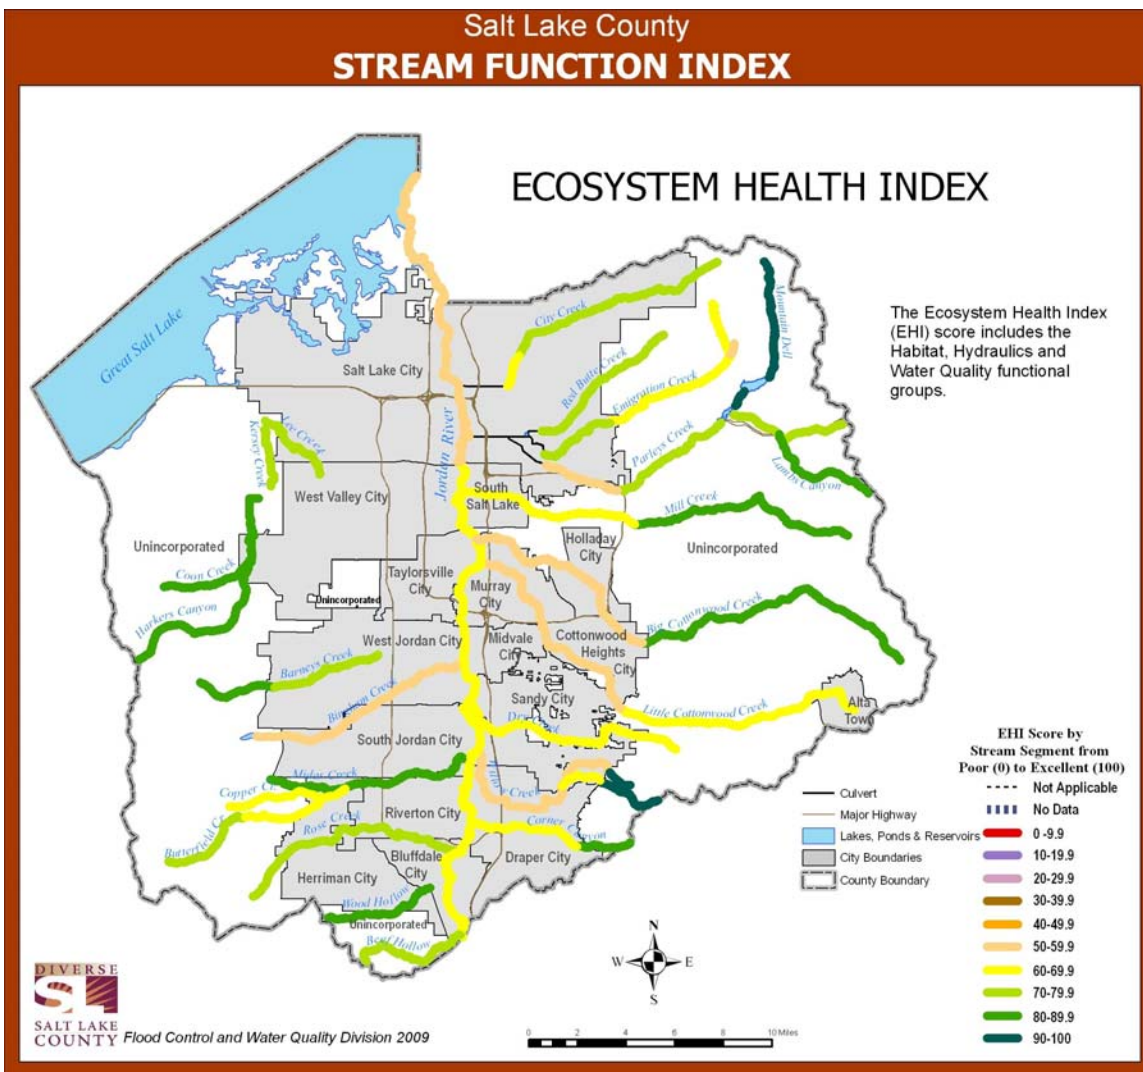 Salt Lake County
STREAM FUNCTION INDEX
ECOSYSTEM HEALTH INDEX
The Ecosystem Health Index
(EHI) score includes the
Habitat, Hydraulics and
Water Quality functional
groups.
Great Salt Lake
Salt Lake City
City Creek
Mountain Dell
Red Butte Creek
Emigration Creek
Parleys Creek
Lambs Canyon
Jordan River
Kersey Creek
Lee Creek
West Valley City
South
Salt Lake
Mill Creek
Holladay
City
Unincorporated
Unincorporated
Coon Creek
Harkers Canyon
Taylorsville
City
Unincorporated
Murray
City
Big Cottonwood Creek
West Jordan City
Midvale
City
Cottonwood
Heights
City
Barneys Creek
Bingham Creek
Sandy City
Little Cottonwood Creek
Alta
Town
Dry Creek
South Jordan City
Midas Creek
Willow Creek
Copper Cr.
Butterfield Cr.
Rose Creek
Riverton City
Corner Canyon
Bluffdale
City
Draper City
Herriman City
Wood Hollow
Unincorporated
Beef Hollow
Culvert
Major Highway
Lakes, Ponds & Reservoirs
City Boundaries
County Boundary
EHI Score by
Stream Segment from
Poor (0) to Excellent (100)
Not Applicable
No Data
0 -9.9
10-19.9
20-29.9
30-39.9
40-49.9
50-59.9
60-69.9
70-79.9
80-89.9
90-100
N
W E
S
0 2 4 6 8 10 Miles
DIVERSE
SL
SALT LAKE
COUNTY
Flood Control and Water Quality Division 2009